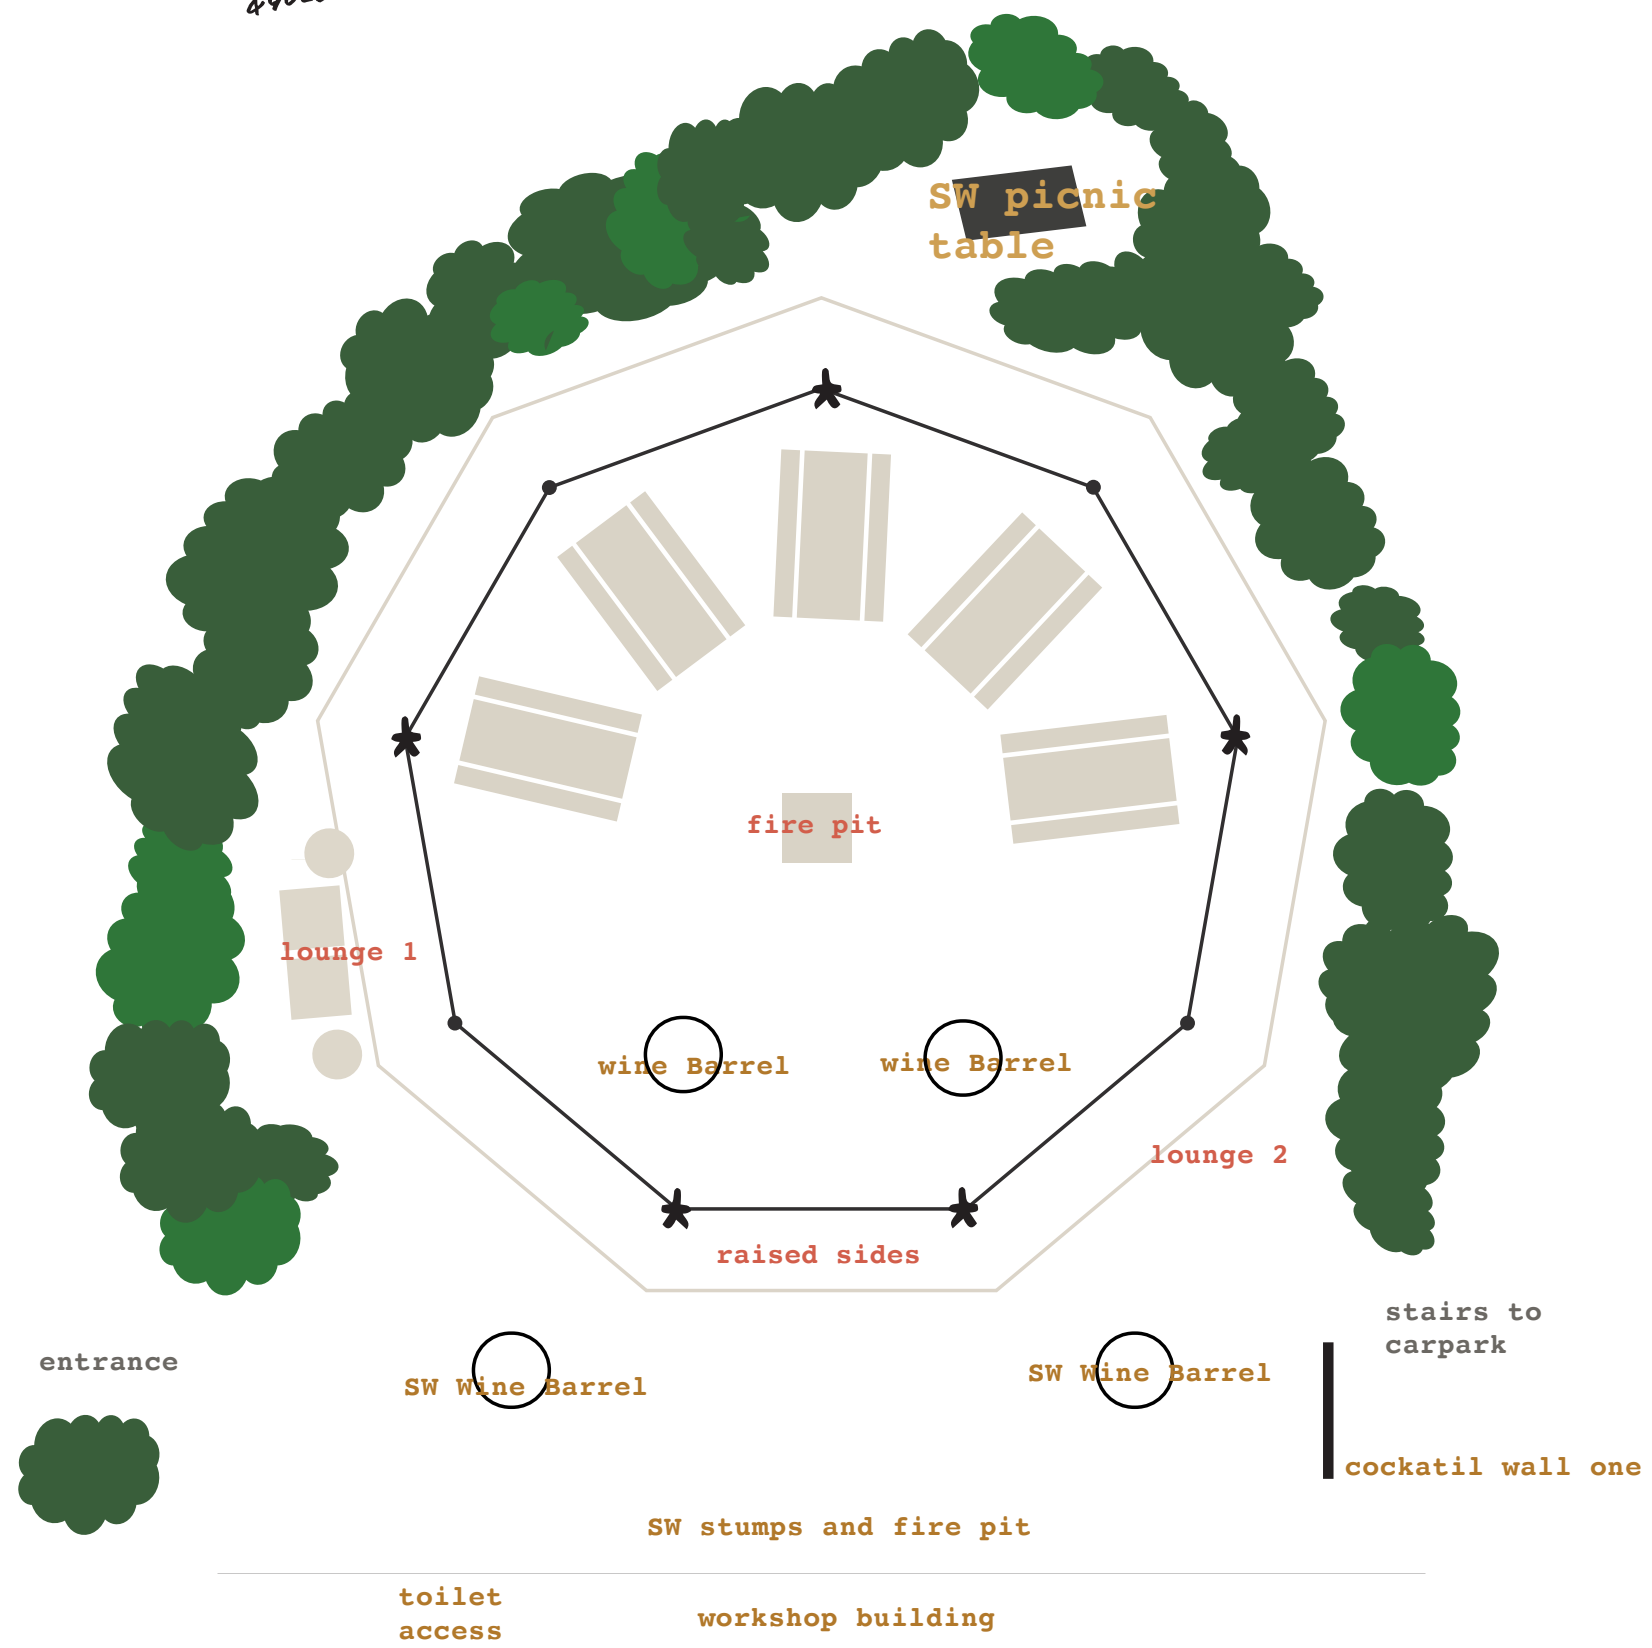 SW picnic
table
fire pit
lounge 1
wine Barrel
wine Barrel
lounge 2
raised sides
stairs to
carpark
entrance
SW Wine Barrel
SW Wine Barrel
cockatil wall one
SW stumps and fire pit
toilet
access
workshop building